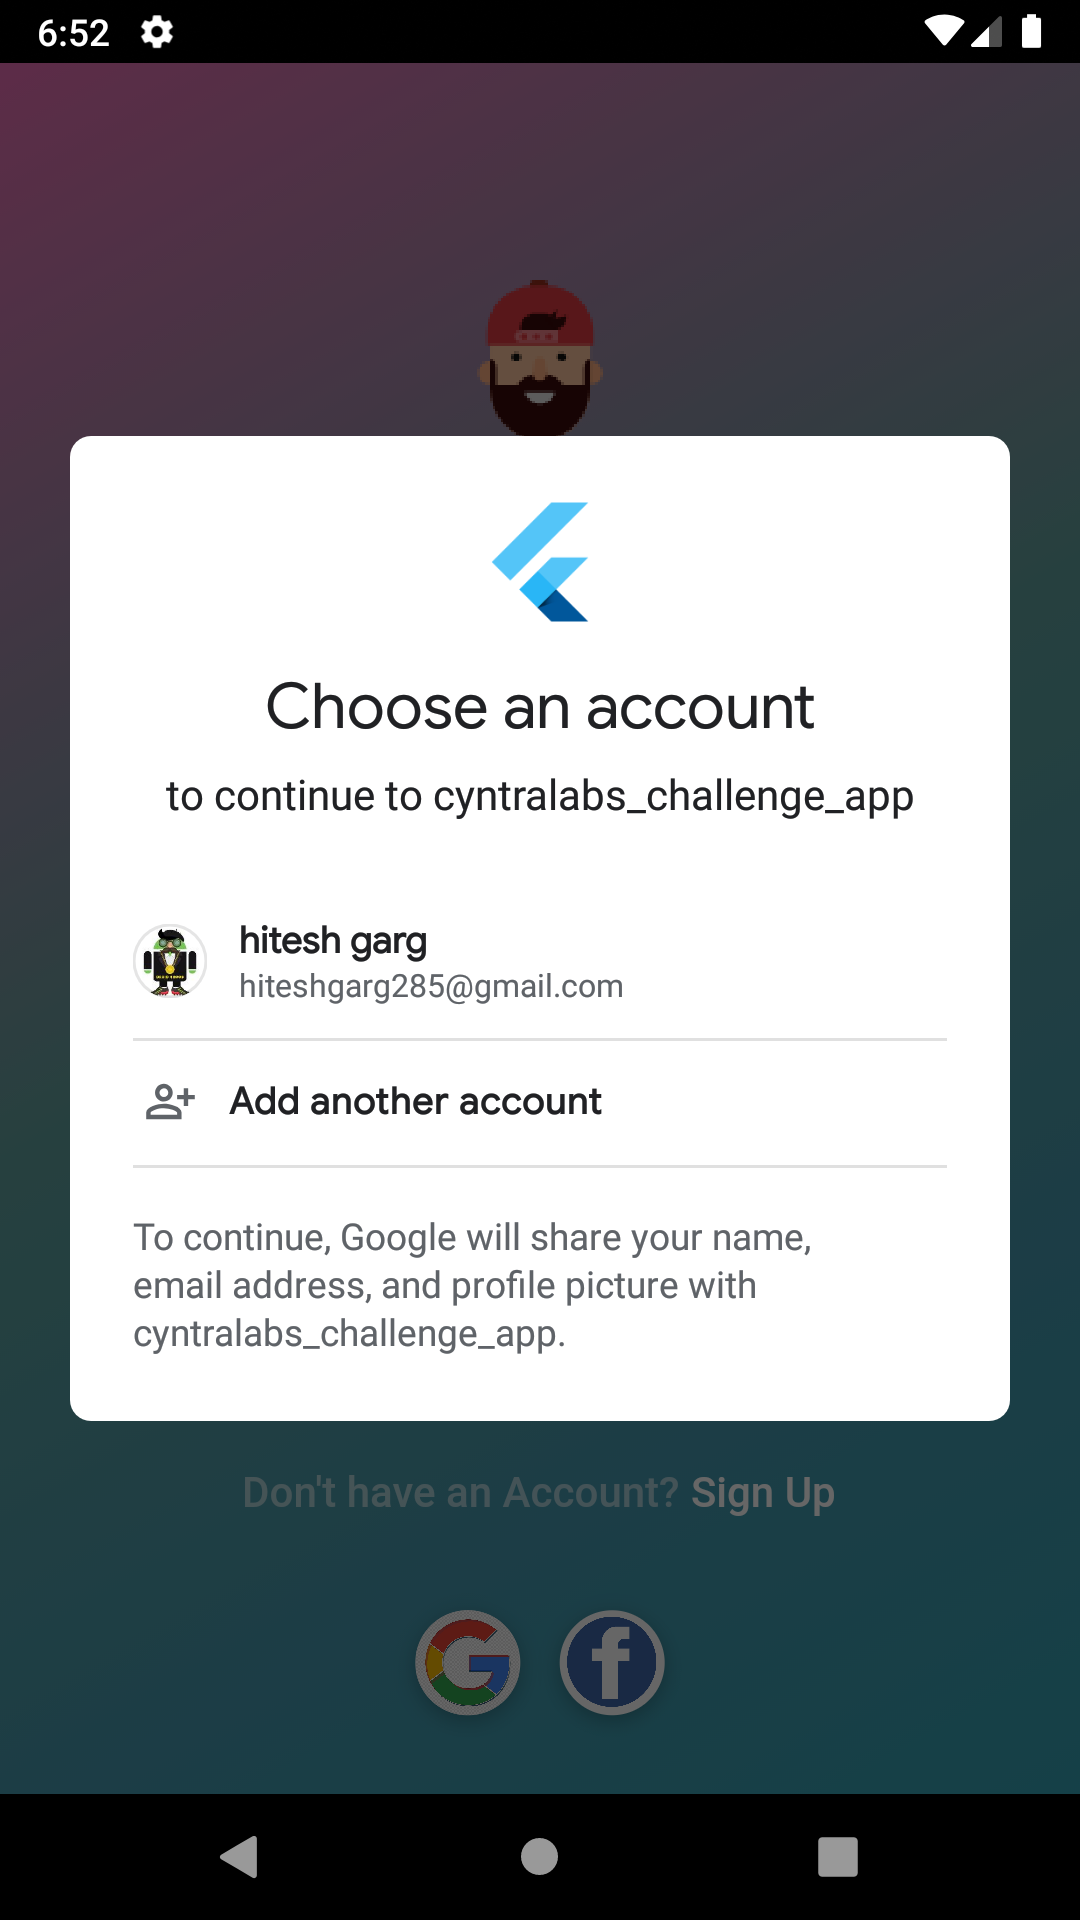 6:52
Choose an account
to continue to cyntralabs_challenge_app
hitesh garg
hiteshgarg285@gmail.com
Add another account
To continue, Google will share your name,
email address, and profile picture with
cyntralabs_challenge_app.
Don't have an Account? Sign Up